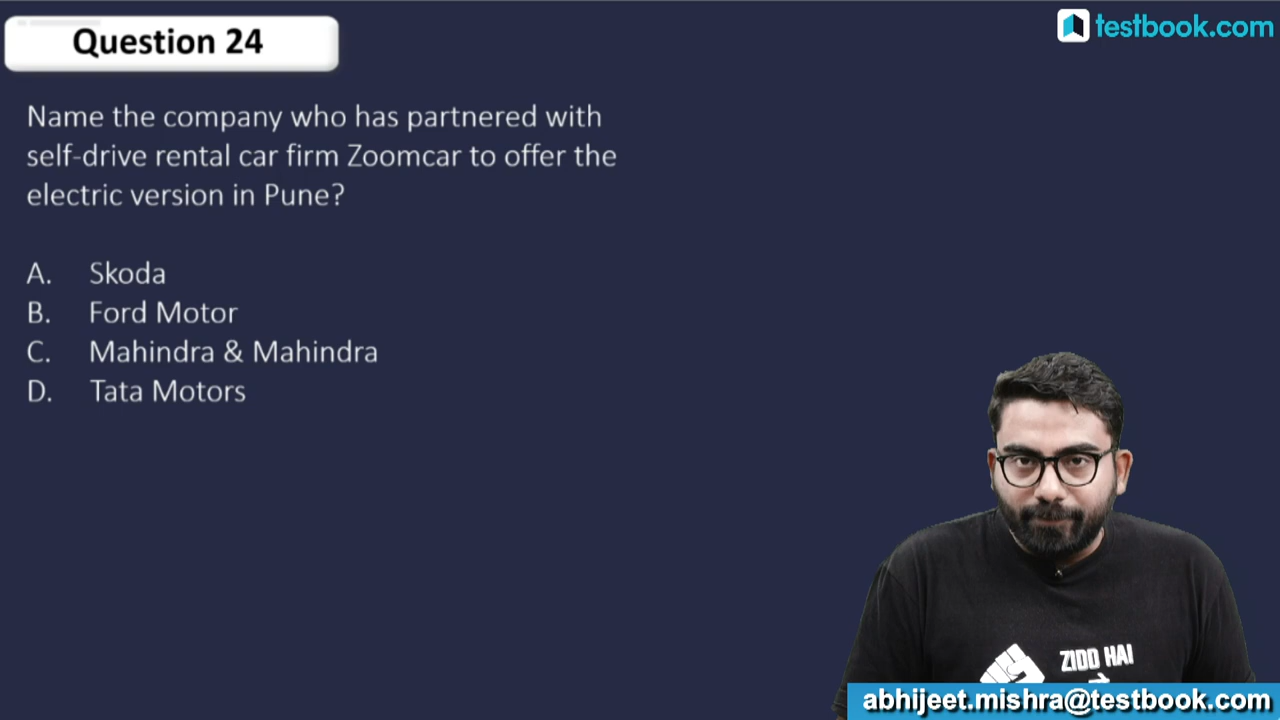 Question 24
testbook.com
Name the company who has partnered with
self-drive rental car firm Zoomcar to offer the
electric version in Pune?
A. Skoda
B. Ford Motor
C. Mahindra & Mahindra
D. Tata Motors
ZIDD HAI
abhijeet.mishra@testbook.com